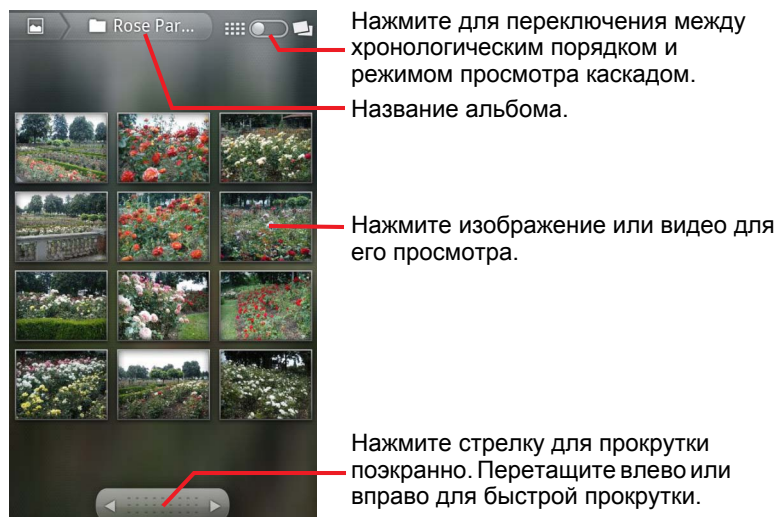 Rose Par...
Нажмите для переключения между
хронологическим порядком и
режимом просмотра каскадом.
Название альбома.
Нажмите изображение или видео для
его просмотра.
Нажмите стрелку для прокрутки
поэкранно. Перетащите влево или
вправо для быстрой прокрутки.